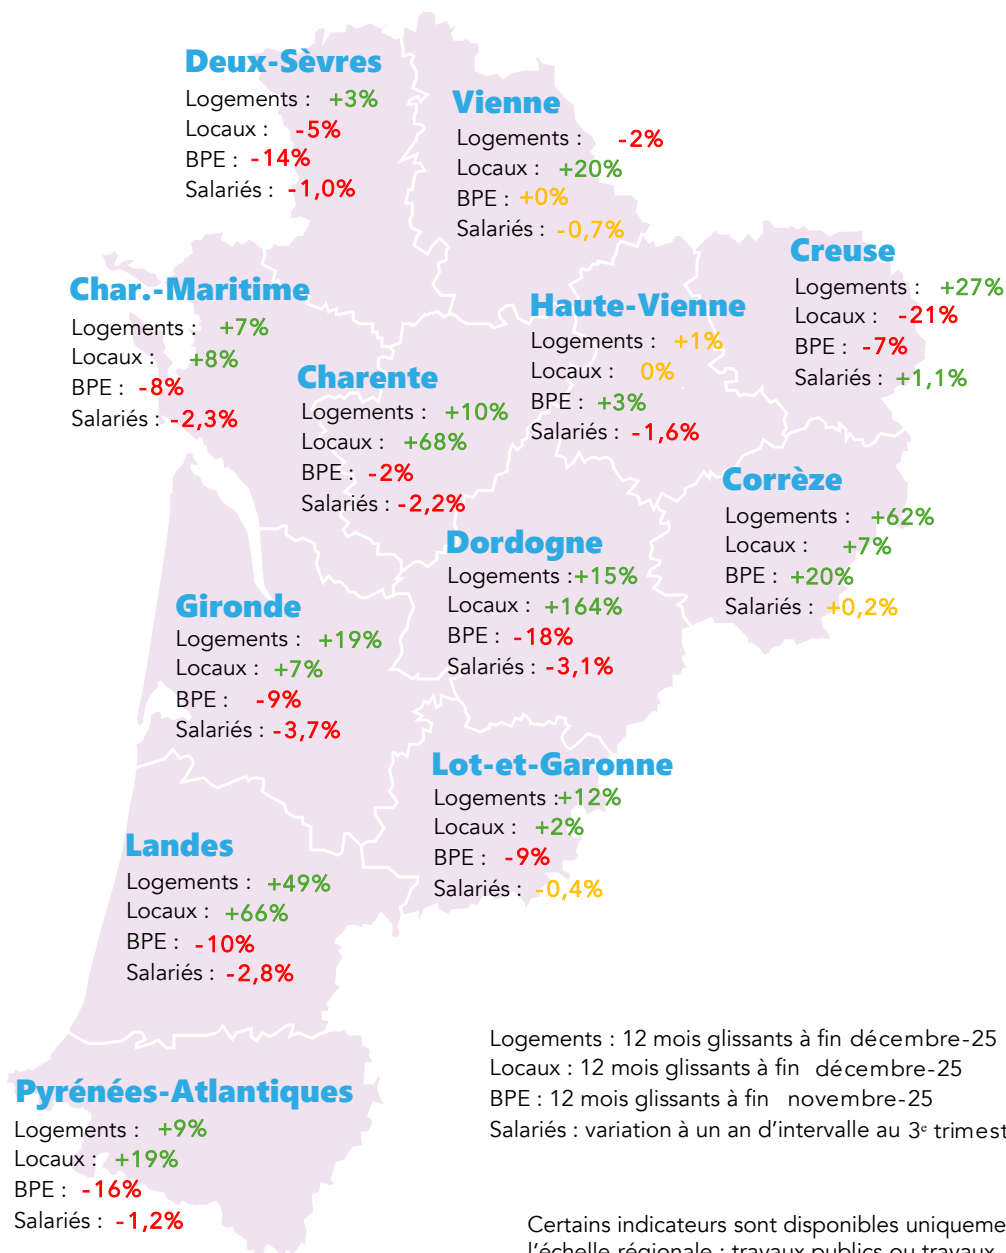 Deux-Sèvres
Logements : +3%
Locaux : -5%
BPE : -14%
Salariés : -1,0%
Vienne
Logements : -2%
Locaux : +20%
BPE : +0%
Salariés : -0,7%
Creuse
Logements : +27%
Locaux : -21%
BPE : -7%
Salariés : +1,1%
Char.-Maritime
Logements : +7%
Locaux : +8%
BPE : -8%
Salariés : -2,3%
Haute-Vienne
Logements : +1%
Locaux : 0%
BPE : +3%
Salariés : -1,6%
Charente
Logements : +10%
Locaux : +68%
BPE : -2%
Salariés : -2,2%
Corrèze
Logements : +62%
Locaux : +7%
BPE : +20%
Salariés : +0,2%
Dordogne
Logements : +15%
Locaux : +164%
BPE : -18%
Salariés : -3,1%
Gironde
Logements : +19%
Locaux : +7%
BPE : -9%
Salariés : -3,7%
Lot-et-Garonne
Logements : +12%
Locaux : +2%
BPE : -9%
Salariés : -0,4%
Landes
Logements : +49%
Locaux : +66%
BPE : -10%
Salariés : -2,8%
Pyrénées-Atlantiques
Logements : +9%
Locaux : +19%
BPE : -16%
Salariés : -1,2%
Logements : 12 mois glissants à fin décembre-25
Locaux : 12 mois glissants à fin décembre-25
BPE : 12 mois glissants à fin novembre-25
Salariés : variation à un an d'intervalle au 3e trimest
Certains indicateurs sont disponibles uniqueme
l'échelle régionale : travaux publics ou travaux